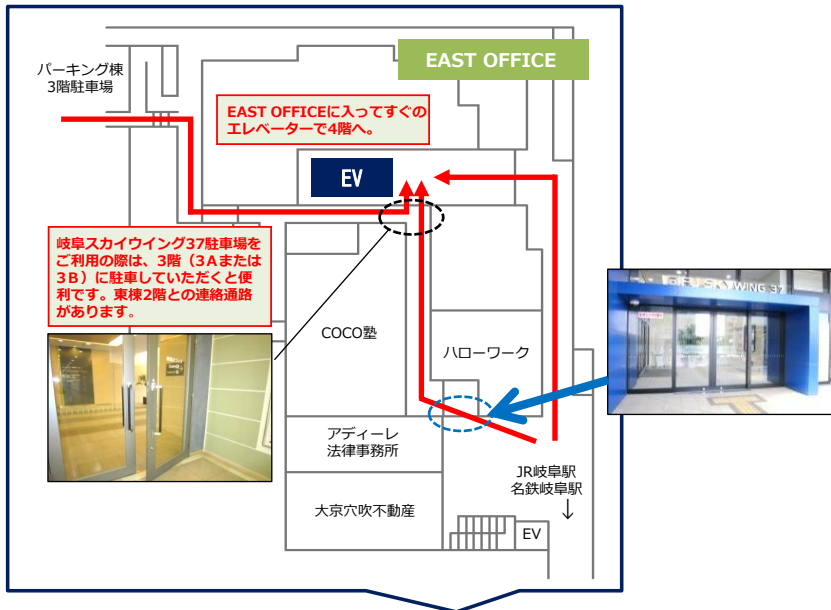 EAST OFFICE
パーキング棟
3階駐車場
EAST OFFICEに入ってすぐの
エレベーターで4階へ。
EV
岐阜スカイウイング37駐車場を
ご利用の際は、3階（3Aまたは
3B）に駐車していただくと便
利です。東棟2階との連絡通路
があります。
SKY WING 37
COCO塾
ハローワーク
アディーレ
法律事務所
JR岐阜駅
名鉄岐阜駅
↓
大京穴吹不動産
EV